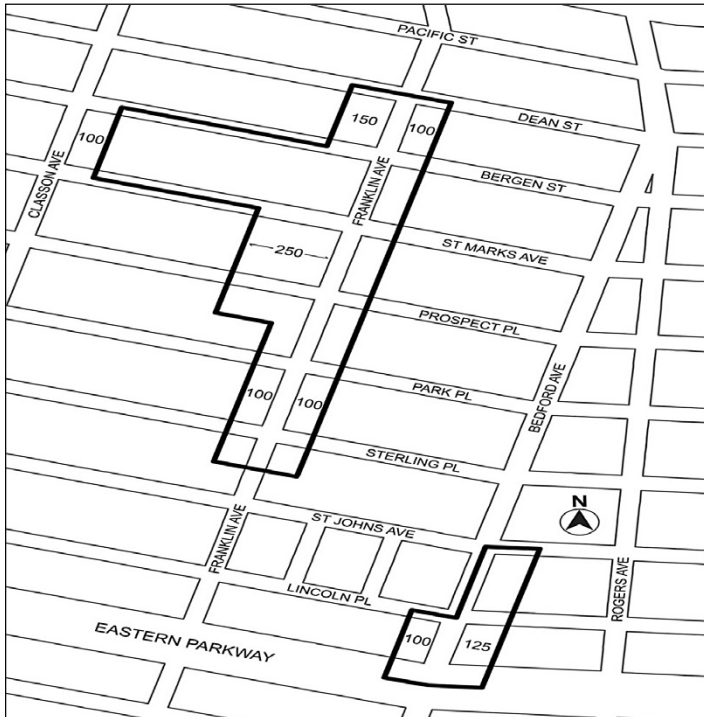 PACIFIC ST
150
100
DEAN ST
100
BERGEN ST
CLASSON AVE
FRANKLIN AVE
ST MARKS AVE
250
PROSPECT PL
PARK PL
100
100
BEDFORD AVE
STERLING PL
N
ST JOHNS AVE
FRANKLIN AVE
LINCOLN PL
ROGERS AVE
EASTERN PARKWAY
100
125